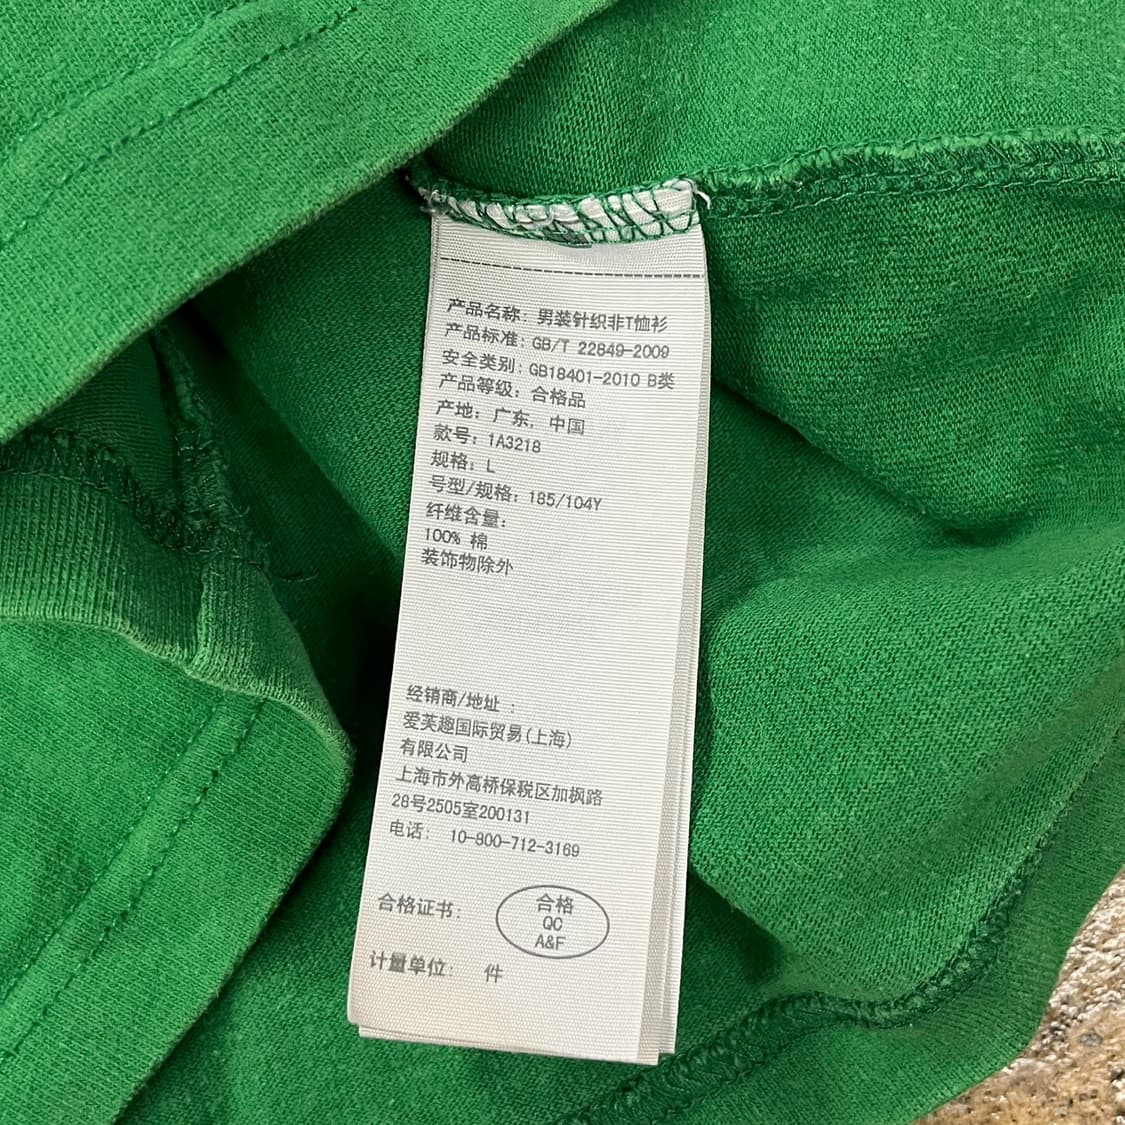 产品名称: 男装针织非T恤衫
产品标准: GB/T 22849-2009
安全类别: GB18401-2010 B类
产品等级: 合格品
产地: 广东, 中国
款号: 1A3218
规格: L
号型/规格: 185/104Y
纤维含量:
100% 棉
装饰物除外
经销商/地址 :
爱芙趣国际贸易(上海)
有限公司
上海市外高桥保税区加枫路
28号2505室200131
电话: 10-800-712-3169
合格证书:
合格
QC
A&F
计量单位: 件